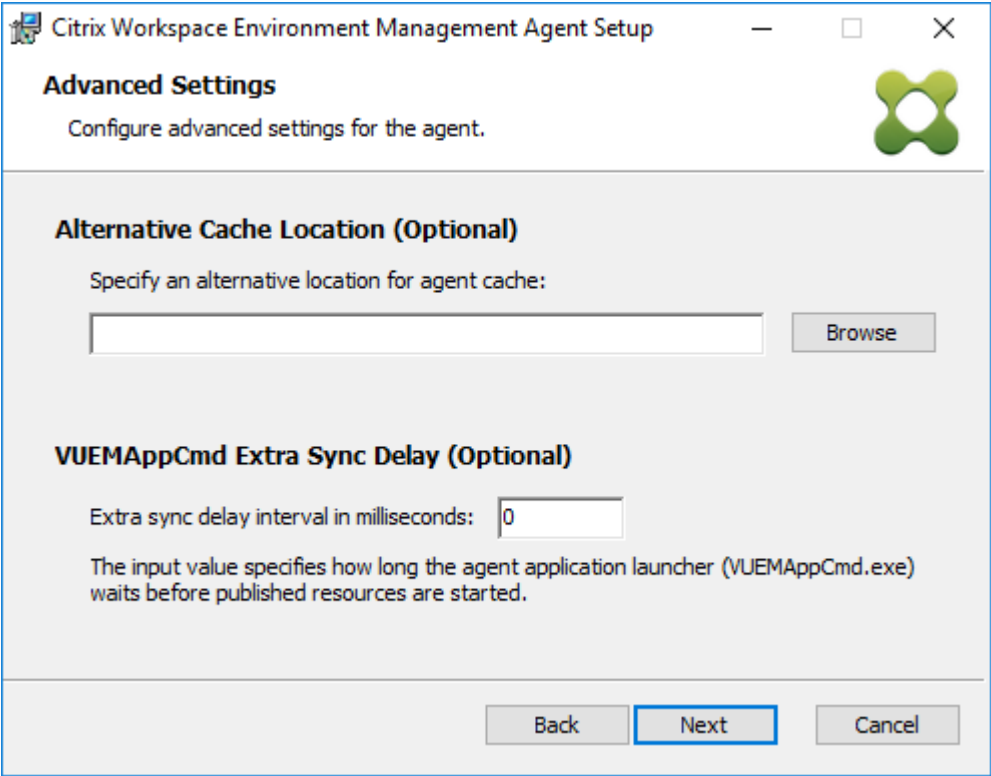 Citrix Workspace Environment Management Agent Setup
Advanced Settings
Configure advanced settings for the agent.
Alternative Cache Location (Optional)
Specify an alternative location for agent cache:
Browse
VUEMAppCmd Extra Sync Delay (Optional)
Extra sync delay interval in milliseconds: 0
The input value specifies how long the agent application launcher (VUEMAppCmd.exe)
waits before published resources are started.
Back Next Cancel